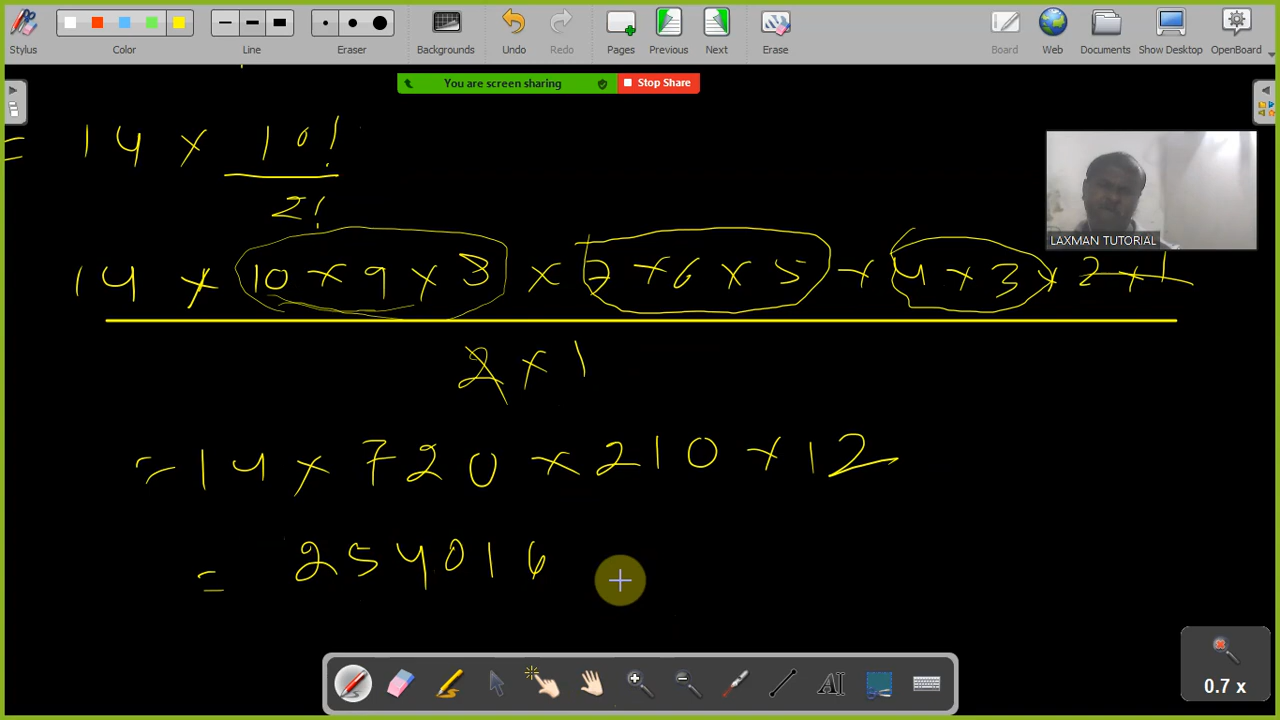 Stylus Color Line Eraser Backgrounds Undo Redo Pages Previous Next Erase Board Web Documents Show Desktop OpenBoard
You are screen sharing Stop Share
= 14 × 10!
2!
LAXMAN TUTORIAL
14 × 10 × 9 × 8 × 7 × 6 × 5 × 4 × 3 × 2 × 1
2 × 1
= 14 × 720 × 210 × 12
= 254016
0.7 x